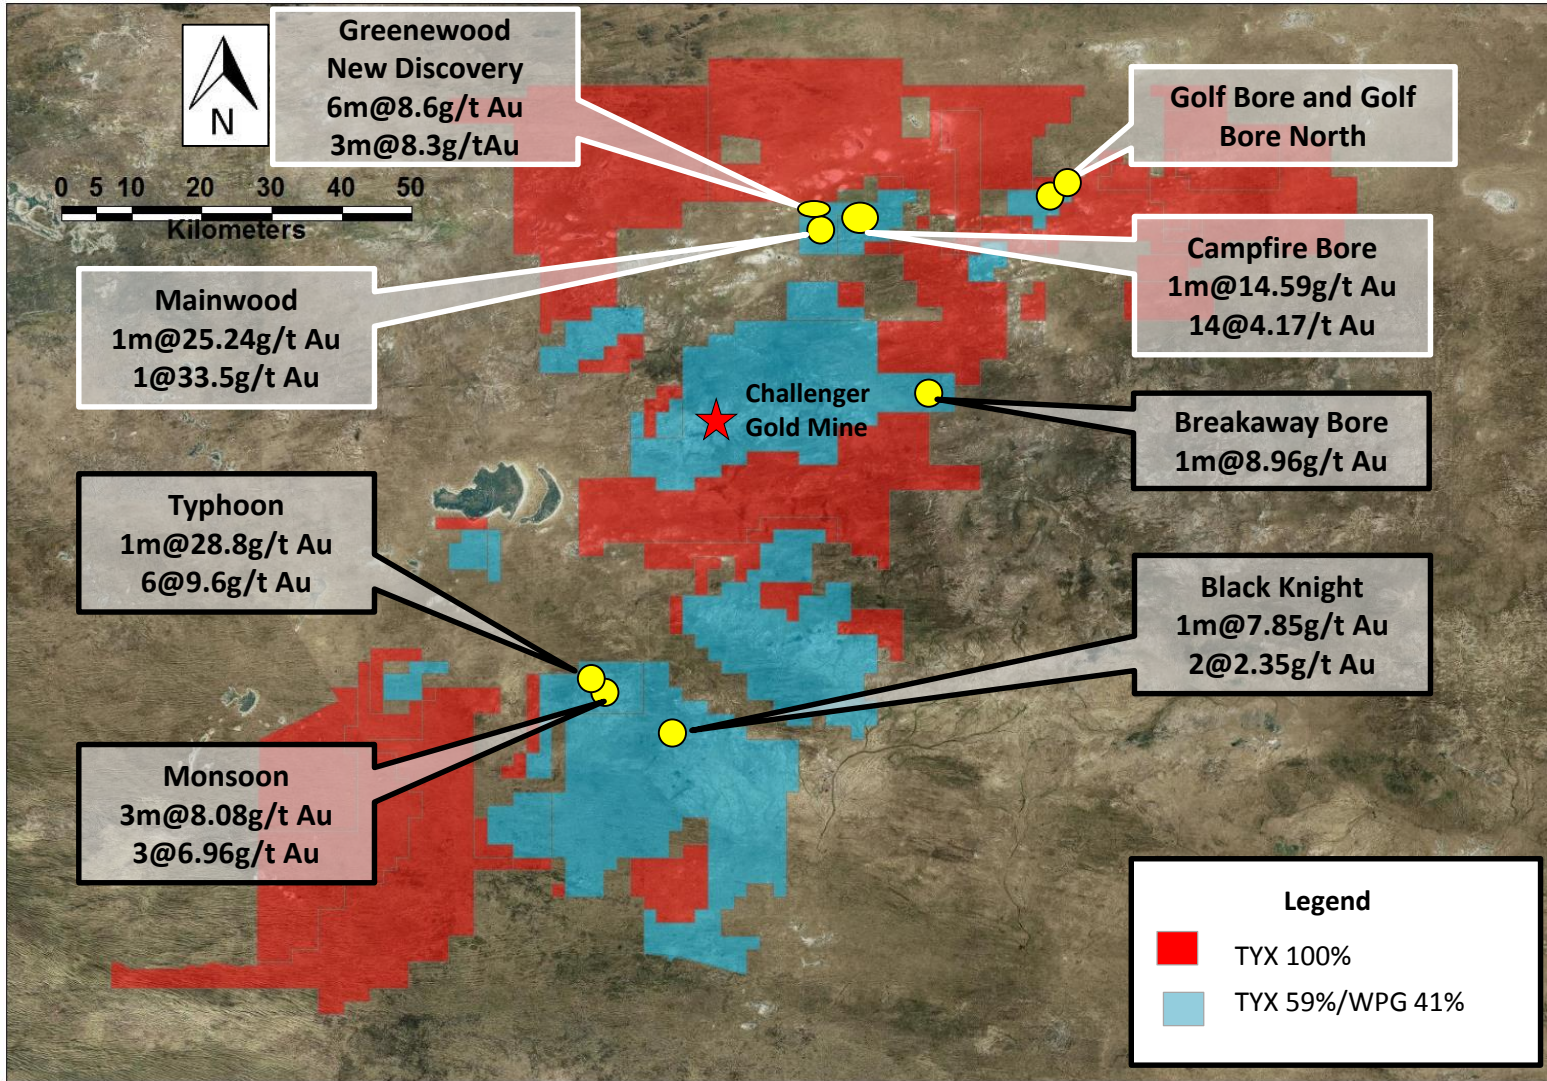 Greenewood
New Discovery
6m@8.6g/t Au
3m@8.3g/tAu
N
0 5 10 20 30 40 50
Kilometers
Golf Bore and Golf
Bore North
Mainwood
1m@25.24g/t Au
1@33.5g/t Au
Campfire Bore
1m@14.59g/t Au
14@4.17/t Au
Challenger
Gold Mine
Breakaway Bore
1m@8.96g/t Au
Typhoon
1m@28.8g/t Au
6@9.6g/t Au
Black Knight
1m@7.85g/t Au
2@2.35g/t Au
Monsoon
3m@8.08g/t Au
3@6.96g/t Au
Legend
TYX 100%
TYX 59%/WPG 41%